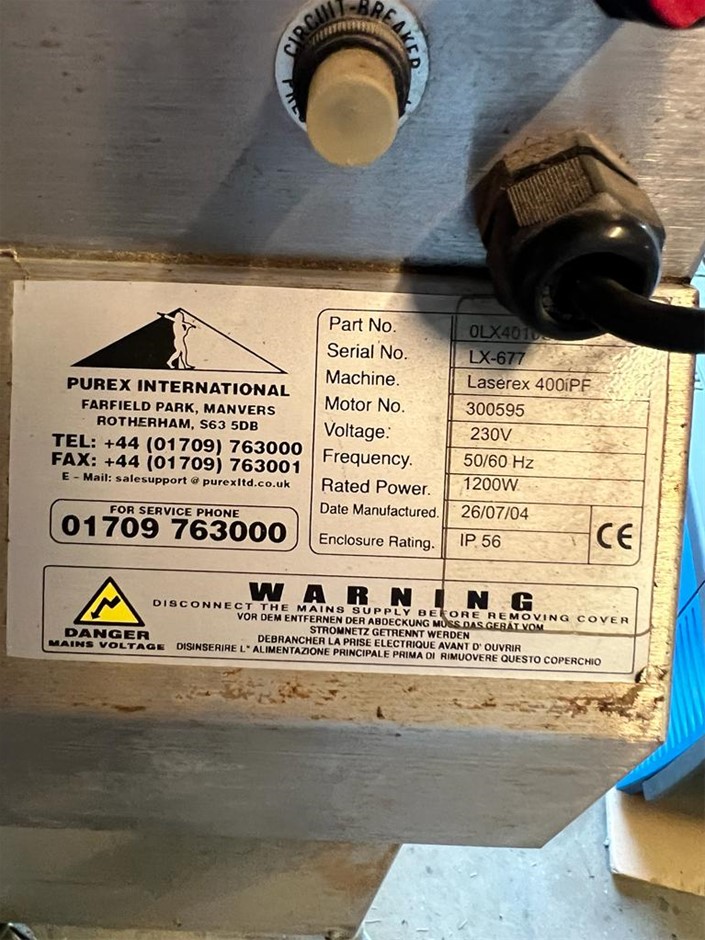 CIRCUIT-BREAKER
PUREX INTERNATIONAL
FARFIELD PARK, MANVERS
ROTHERHAM, S63 5DB
TEL: +44 (01709) 763000
FAX: +44 (01709) 763001
E - Mail: salesupport @ purexltd.co.uk
FOR SERVICE PHONE
01709 763000
Part No.
Serial No. LX-677
Machine. Laserex 400iPF
Motor No. 300595
Voltage: 230V
Frequency. 50/60 Hz
Rated Power. 1200W
Date Manufactured. 26/07/04
Enclosure Rating. IP 56
CE
DANGER
MAINS VOLTAGE
WARNING
DISCONNECT THE MAINS SUPPLY BEFORE REMOVING COVER
VOR DEM ENTFERNEN DER ABDECKUNG MUSS DAS GERÄT VOM
STROMNETZ GETRENNT WERDEN
DEBRANCHER LA PRISE ELECTRIQUE AVANT D' OUVRIR
DISINSERIRE L" ALIMENTAZIONE PRINCIPALE PRIMA DI RIMUOVERE QUESTO COPERCHIO